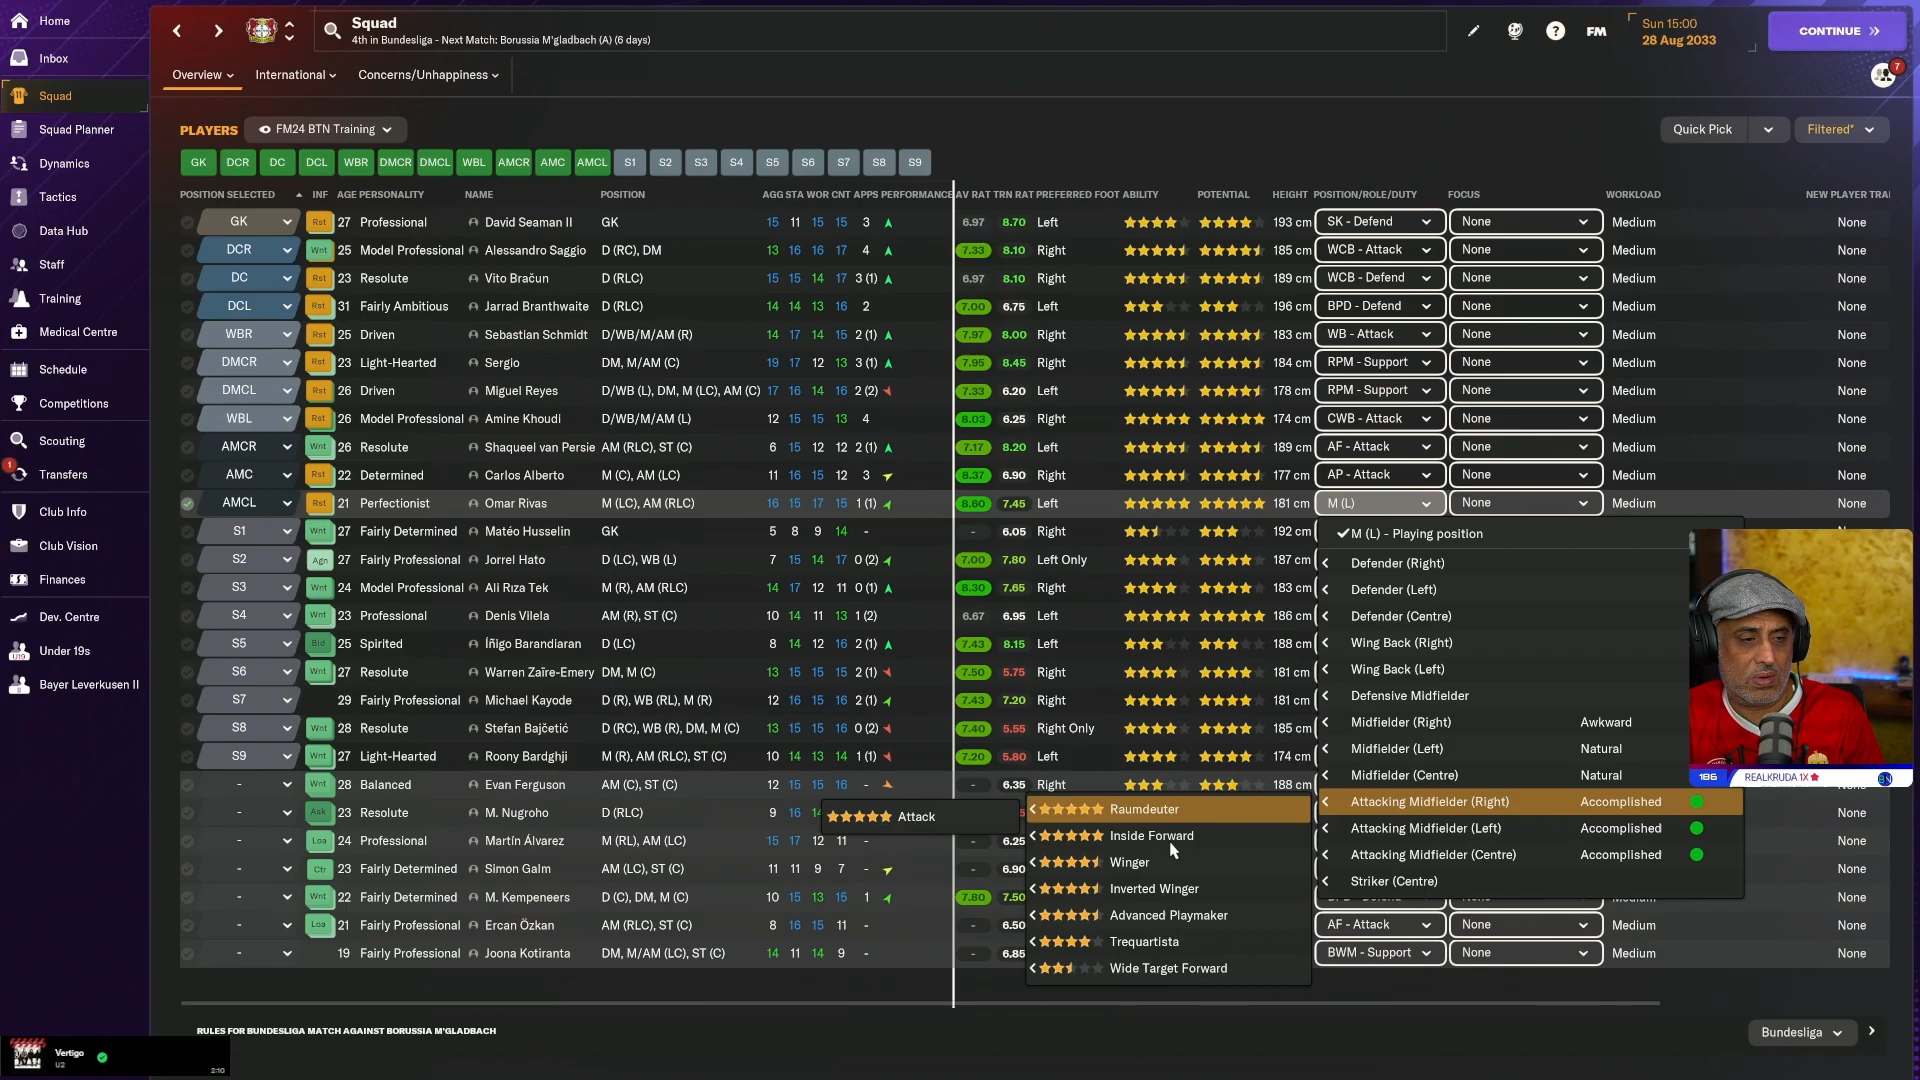 Home
Inbox
Squad
Squad Planner
Dynamics
Tactics
Data Hub
Staff
Training
Medical Centre
Schedule
Competitions
Scouting
1
Transfers
Club Info
Club Vision
Finances
Dev. Centre
Under 19s
Bayer Leverkusen II
Squad
4th in Bundesliga - Next Match: Borussia M'gladbach (A) (6 days)
FM
Sun 15:00
28 Aug 2033
CONTINUE
Overview International Concerns/Unhappiness
7
PLAYERS FM24 BTN Training Quick Pick Filtered*
GK DCR DC DCL WBR DMCR DMCL WBL AMCR AMC AMCL S1 S2 S3 S4 S5 S6 S7 S8 S9
POSITION SELECTED INF AGE PERSONALITY NAME POSITION AGG STA WOR CNT APPS PERFORMANCE AV RAT TRN RAT PREFERRED FOOT ABILITY POTENTIAL HEIGHT POSITION/ROLE/DUTY FOCUS WORKLOAD NEW PLAYER TRAI
GK Rst 27 Professional David Seaman II GK 15 11 15 15 3 6.97 8.70 Left 193 cm SK - Defend None Medium None
DCR Wnt 25 Model Professional Alessandro Saggio D (RC), DM 13 16 16 17 4 7.33 8.10 Right 185 cm WCB - Attack None Medium None
DC Rst 23 Resolute Vito Bračun D (RLC) 15 15 14 17 3 (1) 6.97 8.10 Right 189 cm WCB - Defend None Medium None
DCL Rst 31 Fairly Ambitious Jarrad Branthwaite D (RLC) 14 14 13 16 2 7.00 6.75 Left 196 cm BPD - Defend None Medium None
WBR Rst 25 Driven Sebastian Schmidt D/WB/M/AM (R) 14 17 14 15 2 (1) 7.97 8.00 Right 183 cm WB - Attack None Medium None
DMCR Rst 23 Light-Hearted Sergio DM, M/AM (C) 19 17 12 13 3 (1) 7.95 8.45 Right 184 cm RPM - Support None Medium None
DMCL Rst 26 Driven Miguel Reyes D/WB (L), DM, M (LC), AM (C) 17 16 14 16 2 (2) 7.33 6.20 Left 178 cm RPM - Support None Medium None
WBL Rst 26 Model Professional Amine Khoudi D/WB/M/AM (L) 12 15 15 13 4 8.03 6.25 Right 174 cm CWB - Attack None Medium None
AMCR Wnt 26 Resolute Shaqueel van Persie AM (RLC), ST (C) 6 15 12 12 2 (1) 7.17 8.20 Left 189 cm AF - Attack None Medium None
AMC Rst 22 Determined Carlos Alberto M (C), AM (LC) 11 16 15 12 3 8.37 6.90 Right 177 cm AP - Attack None Medium None
AMCL Rst 21 Perfectionist Omar Rivas M (LC), AM (RLC) 16 15 17 15 1 (1) 8.60 7.45 Left 181 cm M (L) None Medium None
S1 Wnt 27 Fairly Determined Matéo Husselin GK 5 8 9 14 - - 6.05 Right 192 cm
S2 Agn 27 Fairly Professional Jorrel Hato D (LC), WB (L) 7 15 14 17 0 (2) 7.00 7.80 Left Only 187 cm
S3 Wnt 24 Model Professional Ali Rıza Tek M (R), AM (RLC) 14 17 12 11 0 (1) 8.30 7.65 Right 183 cm
S4 Wnt 23 Professional Denis Vilela AM (R), ST (C) 10 14 11 13 1 (2) 6.67 6.95 Left 186 cm
S5 Bid 25 Spirited Íñigo Barandiaran D (LC) 8 14 12 16 2 (1) 7.43 8.15 Left 188 cm
S6 Wnt 27 Resolute Warren Zaïre-Emery DM, M (C) 13 15 15 15 2 (1) 7.50 5.75 Right 181 cm
S7 29 Fairly Professional Michael Kayode D (R), WB (RL), M (R) 12 16 15 16 2 (1) 7.43 7.20 Right 181 cm
S8 Wnt 28 Resolute Stefan Bajčetić D (RC), WB (R), DM, M (C) 13 15 15 16 0 (2) 7.40 5.55 Right Only 185 cm
S9 Wnt 27 Light-Hearted Roony Bardghji M (R), AM (RLC), ST (C) 10 14 13 14 1 (1) 7.20 5.80 Left 174 cm
- Wnt 28 Balanced Evan Ferguson AM (C), ST (C) 12 15 15 16 - - 6.35 Right 188 cm
- Ask 23 Resolute M. Nugroho D (RLC) 9 16 None
- Loa 24 Professional Martín Álvarez M (RL), AM (LC) 15 17 12 11 - - 6.25 None
- Ctr 23 Fairly Determined Simon Galm AM (LC), ST (C) 11 11 9 7 - - 6.90 None
- Wnt 22 Fairly Determined M. Kempeneers D (C), DM, M (C) 10 15 13 15 1 7.80 7.50 None
- Loa 21 Fairly Professional Ercan Özkan AM (RLC), ST (C) 8 16 15 11 - - 6.50 AF - Attack None Medium None
- 19 Fairly Professional Joona Kotiranta DM, M/AM (LC), ST (C) 14 11 14 9 - - 6.85 BWM - Support None Medium None
M (L) - Playing position
Defender (Right)
Defender (Left)
Defender (Centre)
Wing Back (Right)
Wing Back (Left)
Defensive Midfielder
Midfielder (Right) Awkward
Midfielder (Left) Natural
Midfielder (Centre) Natural
Attacking Midfielder (Right) Accomplished
Attacking Midfielder (Left) Accomplished
Attacking Midfielder (Centre) Accomplished
Striker (Centre)
Raumdeuter
Inside Forward
Winger
Inverted Winger
Advanced Playmaker
Trequartista
Wide Target Forward
Attack
186 REALKRUDA 1X
RULES FOR BUNDESLIGA MATCH AGAINST BORUSSIA M'GLADBACH
Bundesliga
Vertigo
U2
2:10